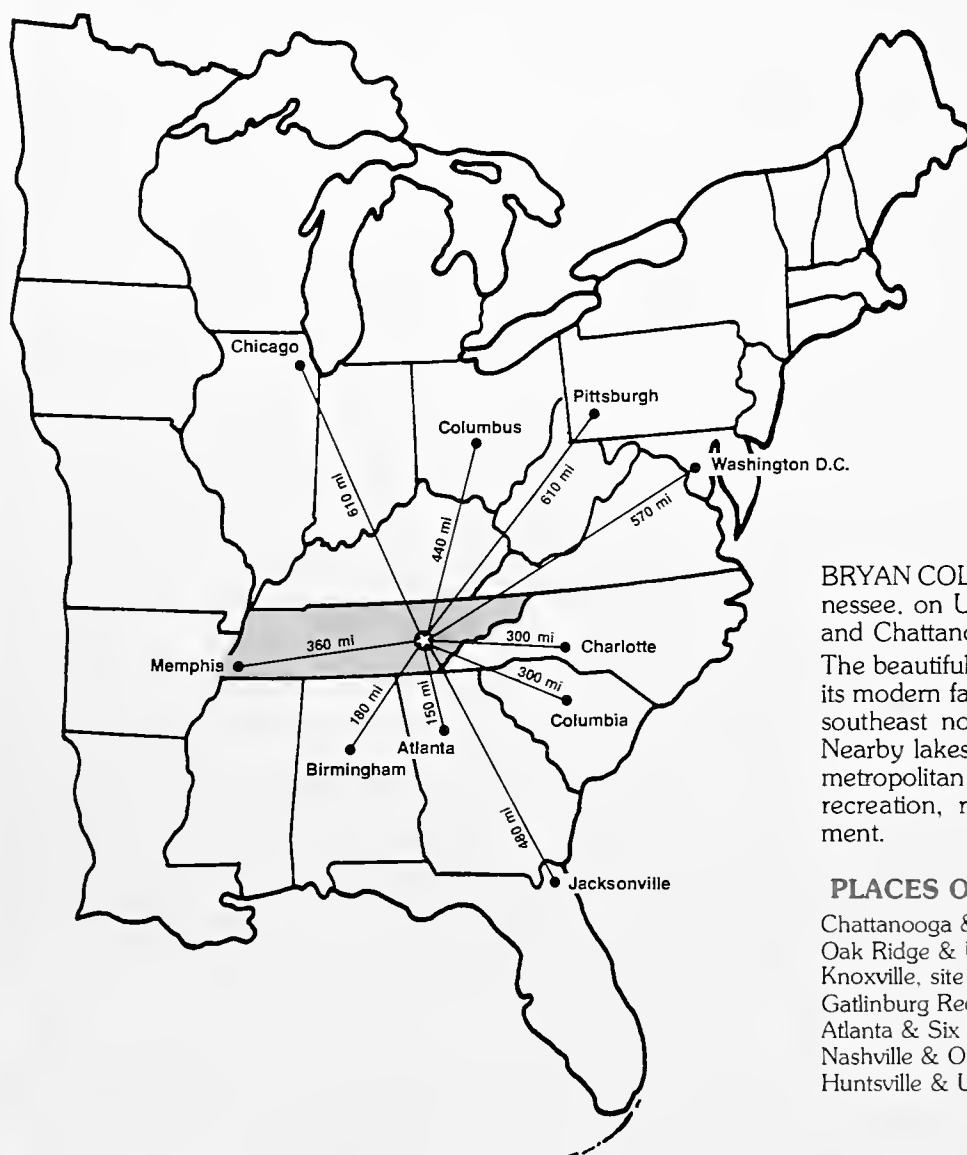 Chicago
Pittsburgh
Columbus
Washington D.C.
610 mi
440 mi
610 mi
570 mi
360 mi
300 mi
Charlotte
Memphis
300 mi
Columbia
180 mi
150 mi
Atlanta
Birmingham
480 mi
Jacksonville
BRYAN COL
nessee. on U
and Chattano
The beautiful
its modern fa
southeast no
Nearby lakes
metropolitan
recreation, r
ment.
PLACES O
Chattanooga &
Oak Ridge &
Knoxville, site
Gatlinburg Rec
Atlanta & Six
Nashville & O
Huntsville & U